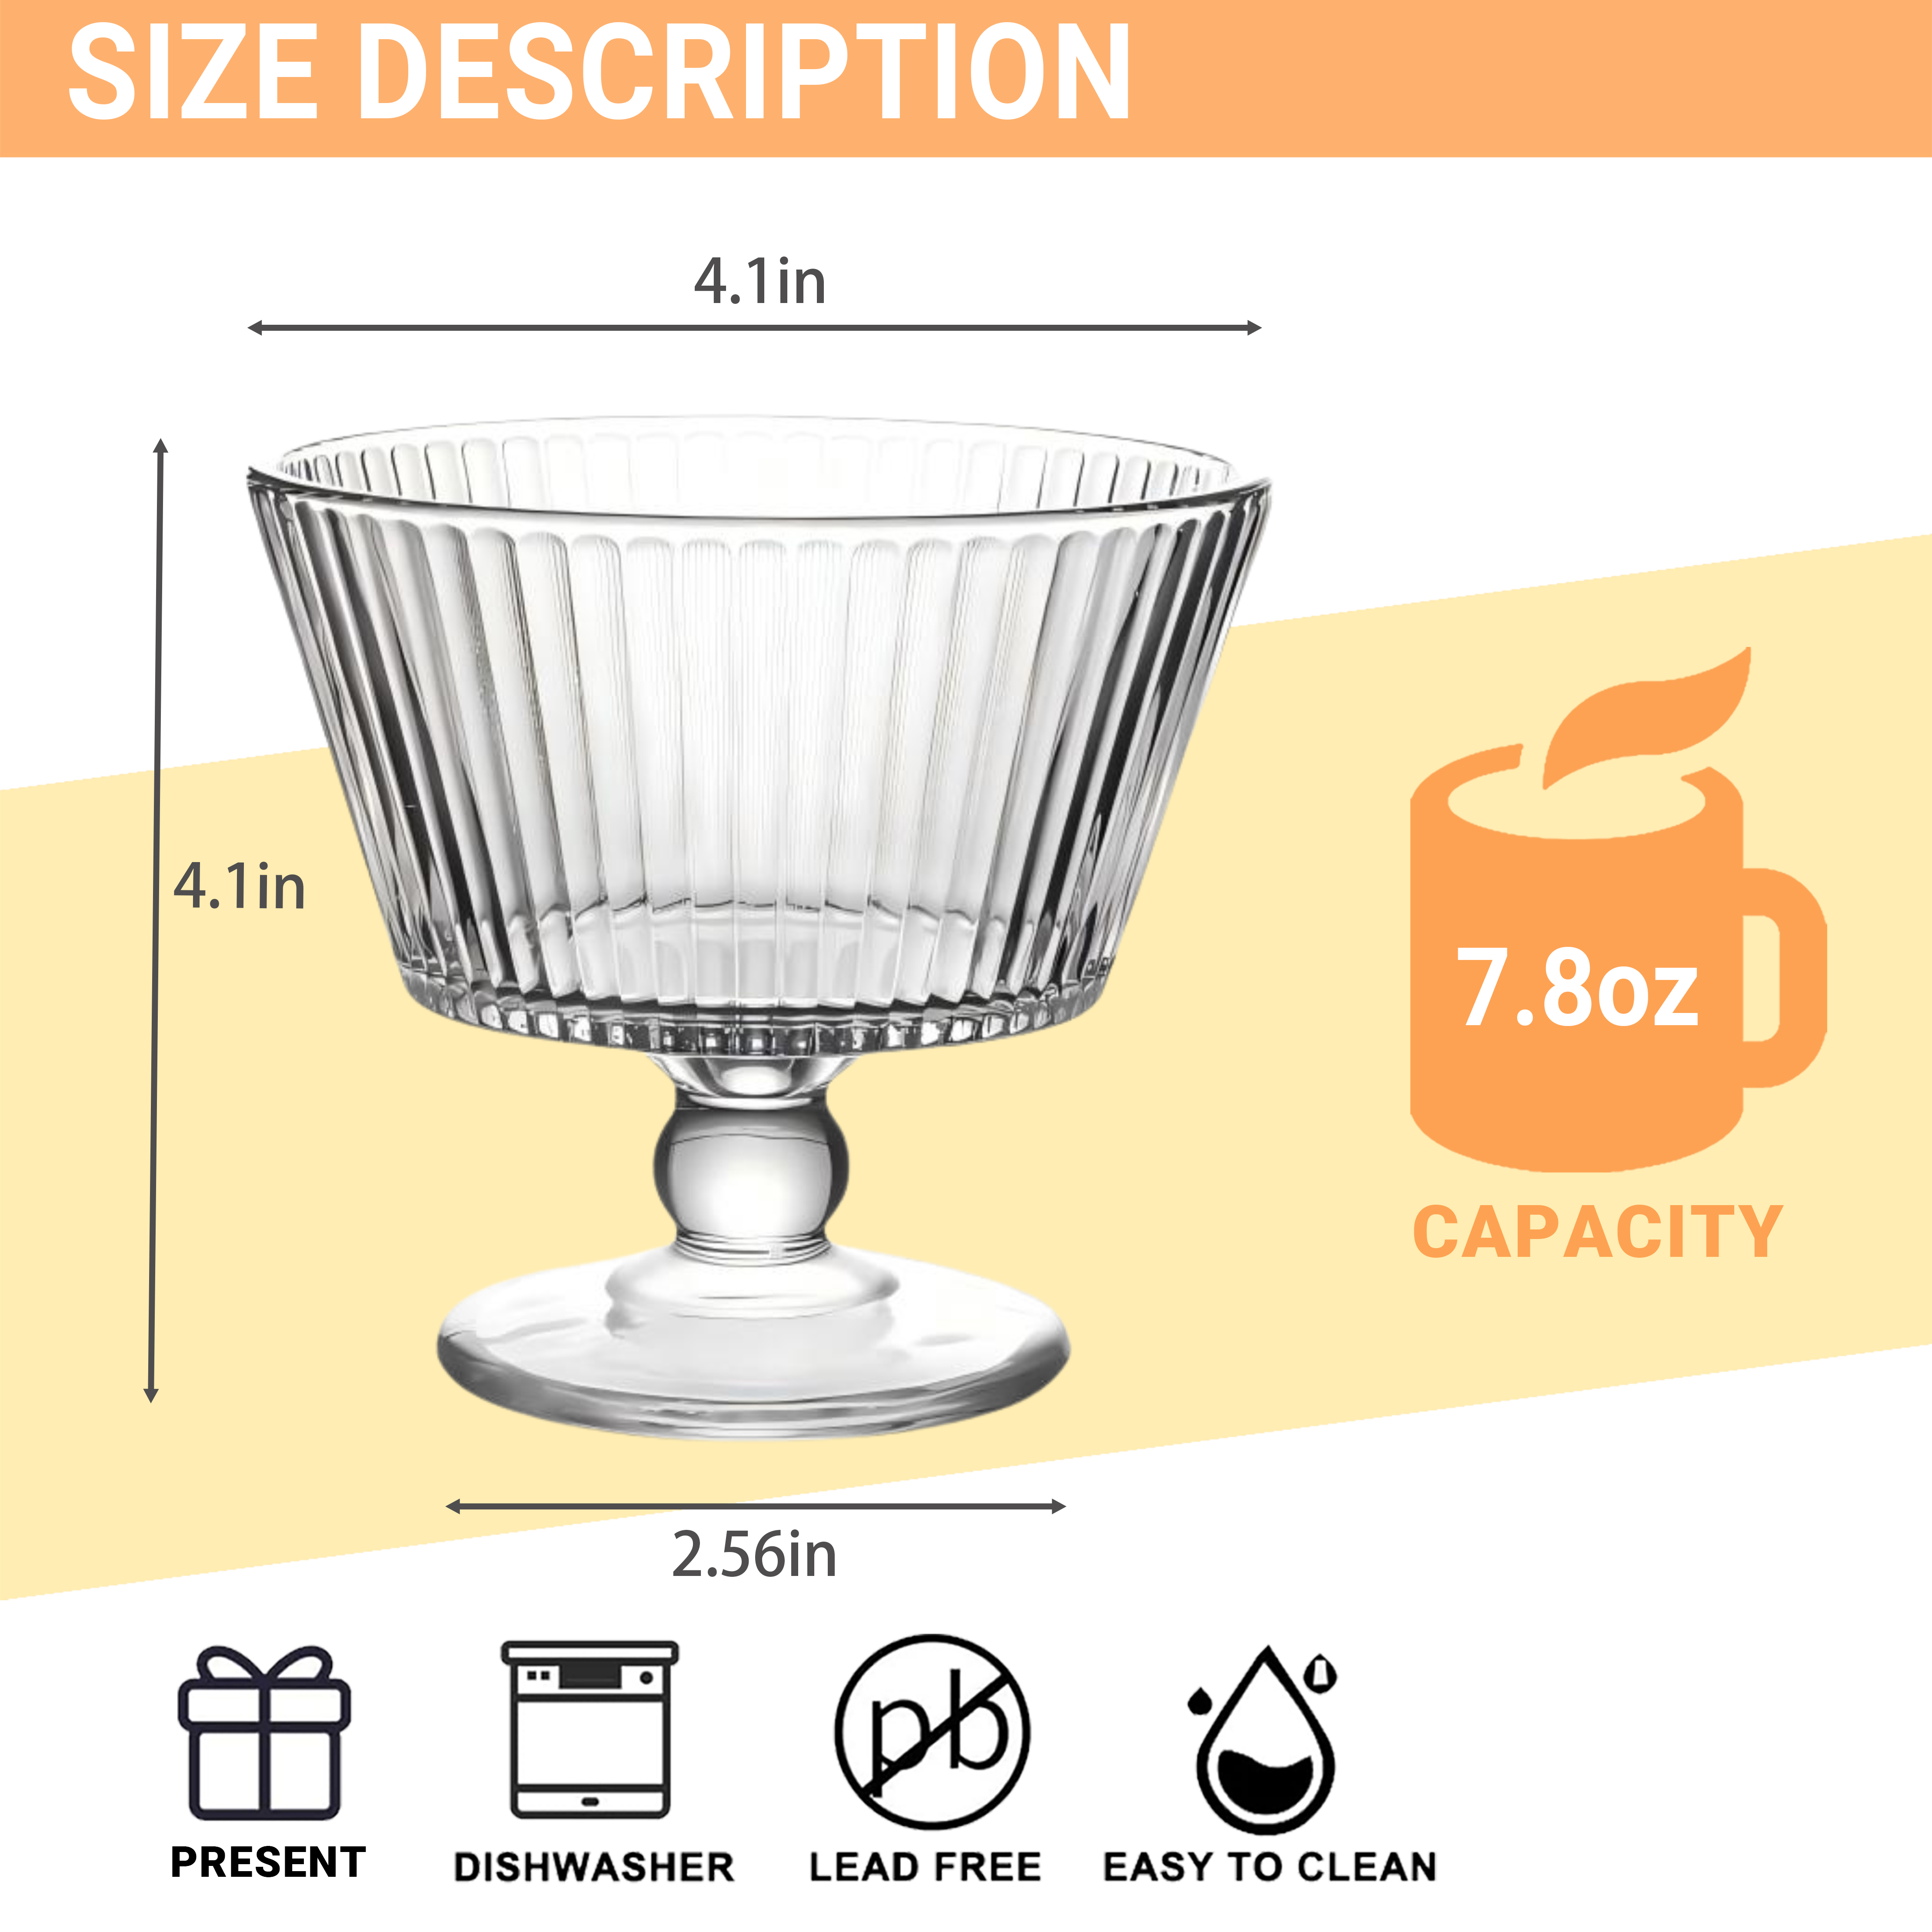 SIZE DESCRIPTION
4.1in
4.1in
7.8oz
CAPACITY
2.56in
pb
PRESENT
DISHWASHER
LEAD FREE
EASY TO CLEAN